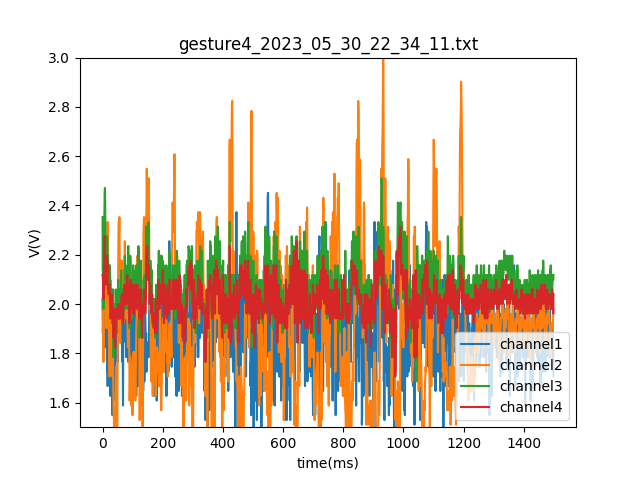 gesture4_2023_05_30_22_34_11.txt
3.0
2.8
2.6
2.4
2.2
2.0
1.8
1.6
V(V)
channel1
channel2
channel3
channel4
0 200 400 600 800 1000 1200 1400
time(ms)